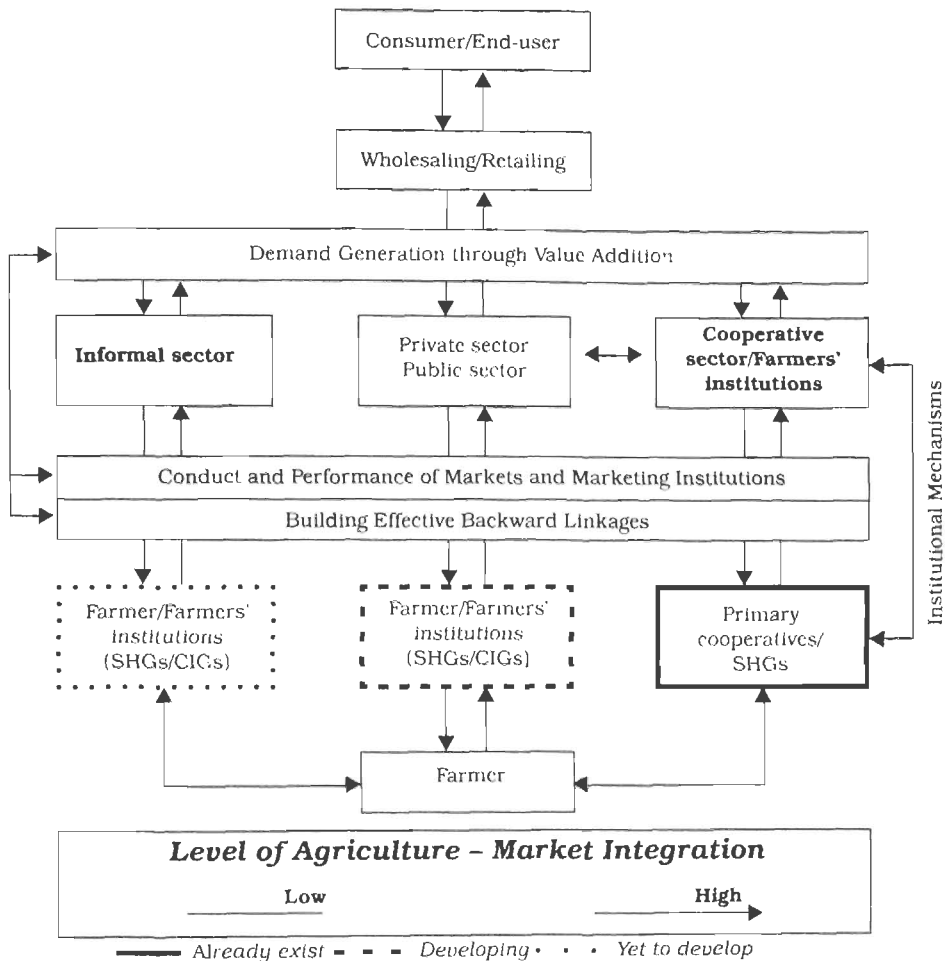 Consumer/End-user
Wholesaling/Retailing
Demand Generation through Value Addition
Informal sector
Private sector
Public sector
Cooperative
sector/Farmers'
institutions
Conduct and Performance of Markets and Marketing Institutions
Building Effective Backward Linkages
Institutional Mechanisms
Farmer/Farmers'
institutions
(SHGs/CIGs)
Farmer/Farmers'
institutions
(SHGs/CIGs)
Primary
cooperatives/
SHGs
Farmer
Level of Agriculture – Market Integration
Low
High
Already exist
Developing
Yet to develop